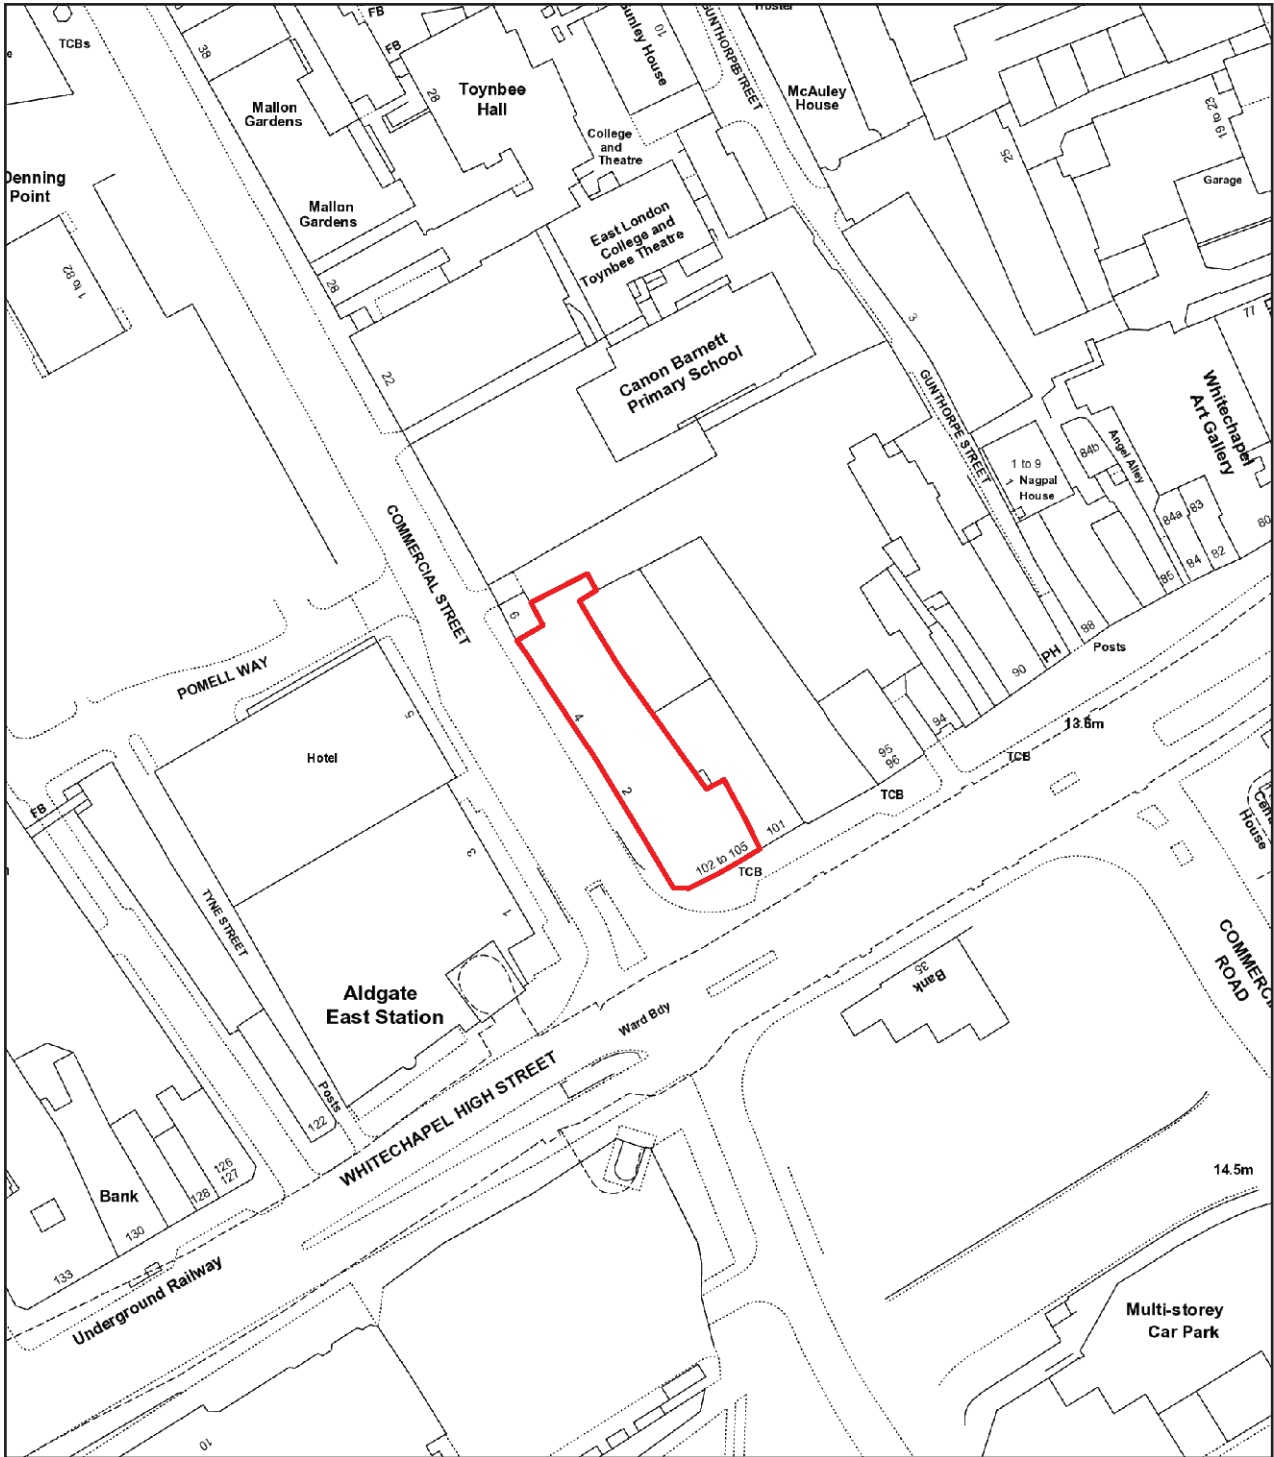 FB
Hostel
TCBs
38
FB
10
GUNTHORPE STREET
Toynbee
Hall
28
McAuley
House
Mallon
Gardens
19 to 23
College
and
Theatre
25
Denning
Point
Garage
Mallon
Gardens
East London
College and
Toynbee Theatre
1 to 82
28
3
77
22
Canon Barnett
Primary School
GUNTHORPE STREET
Whitechapel
Art Gallery
84b
Angel Alley
1 to 9
Nagpal
House
84a
83
80
COMMERCIAL STREET
82
84
85
6
88
PH
Posts
90
POMELL WAY
4
5
94
13.6m
95
96
TCB
Hotel
2
TCB
FB
101
House
3
102 to 105
TCB
TYNE STREET
1
35
Bank
ROAD
Aldgate
East Station
Ward Bdy
WHITECHAPEL HIGH STREET
Posts
122
126
127
14.5m
Bank
128
130
133
Underground Railway
Multi-storey
Car Park
10